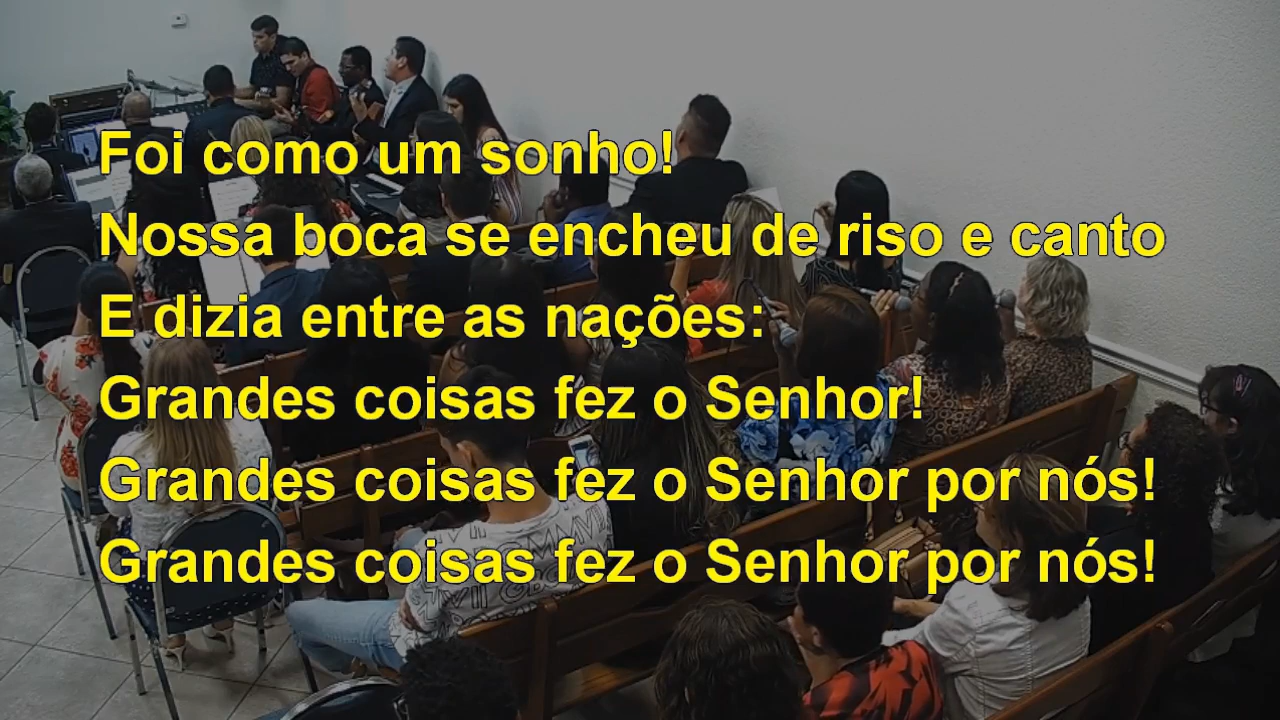 Foi como um sonho!
Nossa boca se encheu de riso e canto
E dizia entre as nações:
Grandes coisas fez o Senhor!
Grandes coisas fez o Senhor por nós!
Grandes coisas fez o Senhor por nós!